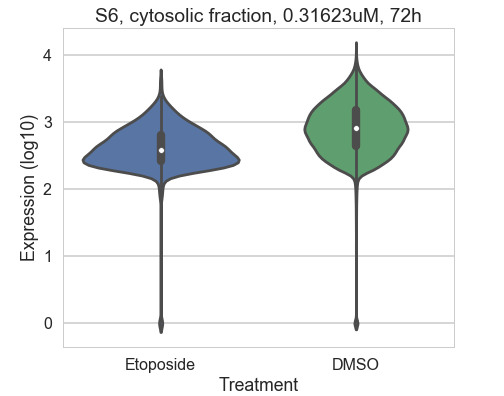 S6, cytosolic fraction, 0.31623uM, 72h
Expression (log10)
4
3
2
1
0
Etoposide
DMSO
Treatment